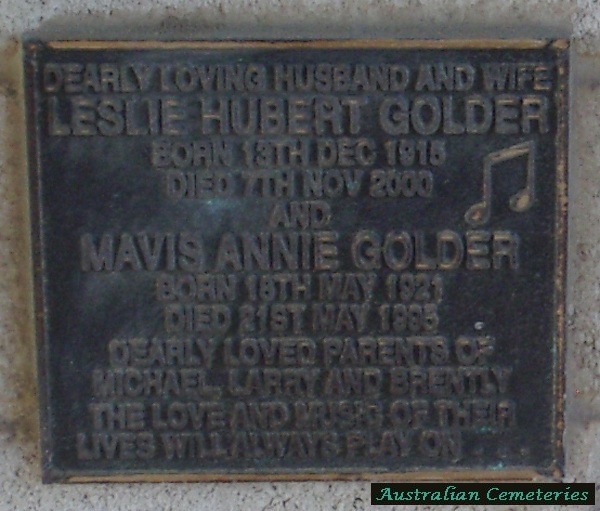 DEARLY LOVING HUSBAND AND WIFE
LESLIE HUBERT GOLDER
BORN 13TH DEC 1915
DIED 7TH NOV 2000
AND
MAVIS ANNIE GOLDER
BORN 18TH MAY 1921
DIED 21ST MAY 1995
DEARLY LOVED PARENTS OF
MICHAEL, LARRY AND BRENTLY
THE LOVE AND MUSIC OF THEIR
LIVES WILL ALWAYS PLAY ON . . .
Australian Cemeteries